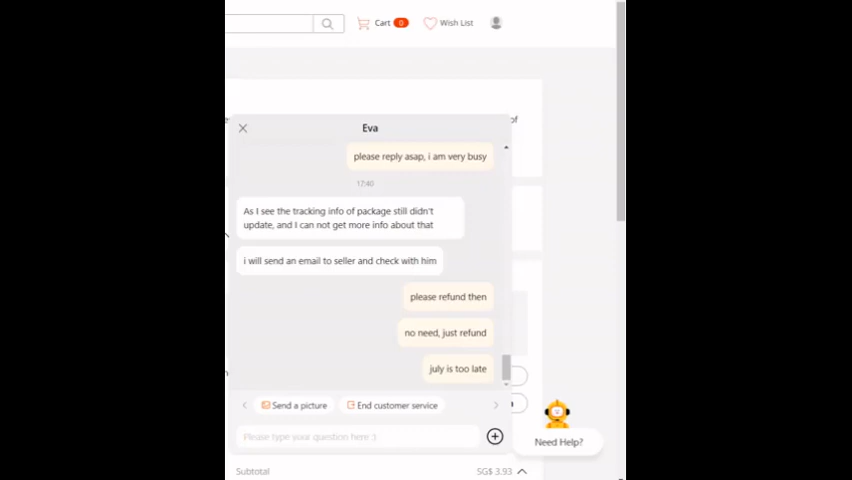 Cart 0 Wish List
of
Eva
please reply asap, i am very busy
17:40
As I see the tracking info of package still didn't
update, and I can not get more info about that
i will send an email to seller and check with him
please refund then
no need, just refund
july is too late
Send a picture End customer service
Please type your question here :)
Need Help?
Subtotal SG$ 3.93